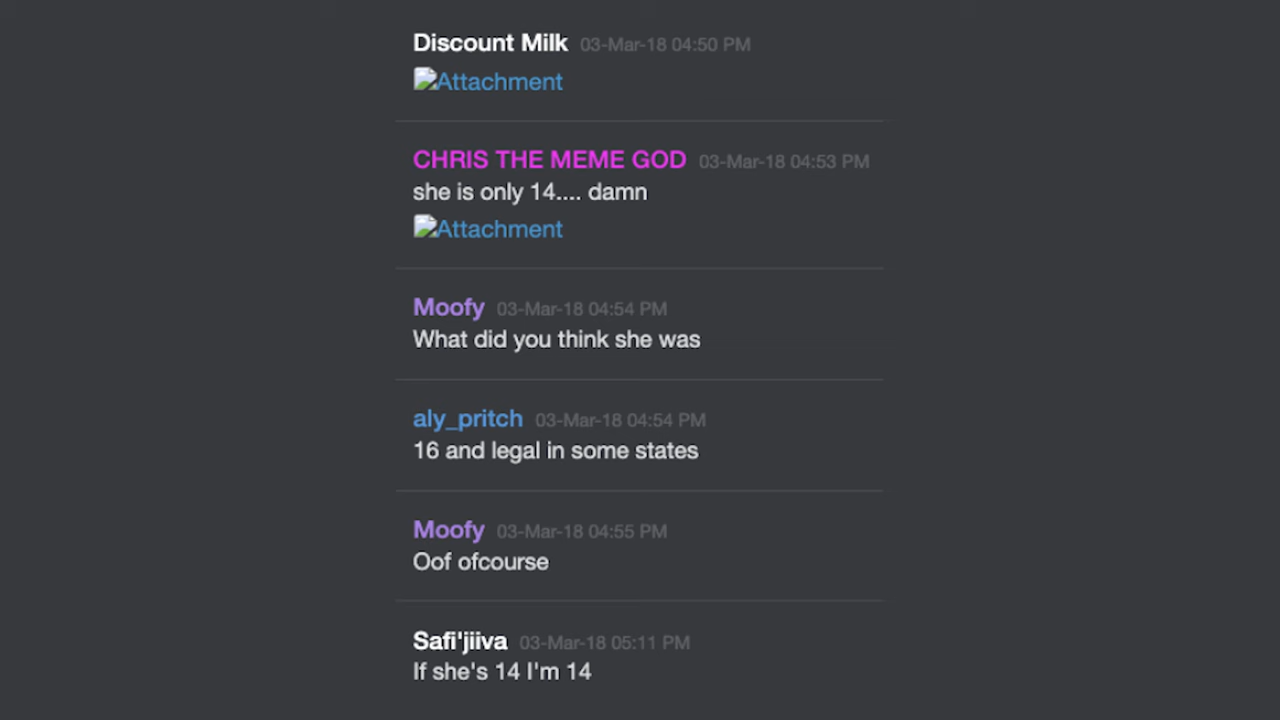 Discount Milk 03-Mar-18 04:50 PM
Attachment
CHRIS THE MEME GOD 03-Mar-18 04:53 PM
she is only 14.... damn
Attachment
Moofy 03-Mar-18 04:54 PM
What did you think she was
aly_pritch 03-Mar-18 04:54 PM
16 and legal in some states
Moofy 03-Mar-18 04:55 PM
Oof ofcourse
Safi'jiiva 03-Mar-18 05:11 PM
If she's 14 I'm 14